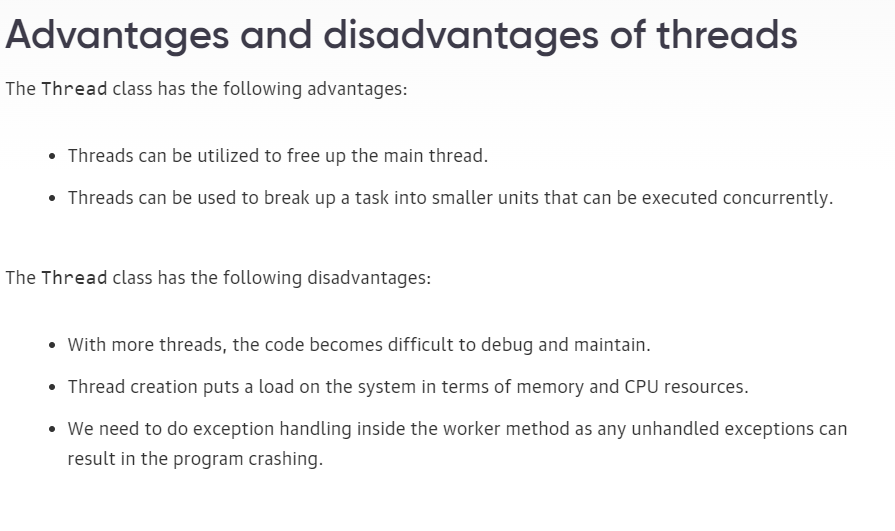 Advantages and disadvantages of threads
The Thread class has the following advantages:
• Threads can be utilized to free up the main thread.
• Threads can be used to break up a task into smaller units that can be executed concurrently.
The Thread class has the following disadvantages:
• With more threads, the code becomes difficult to debug and maintain.
• Thread creation puts a load on the system in terms of memory and CPU resources.
• We need to do exception handling inside the worker method as any unhandled exceptions can
result in the program crashing.